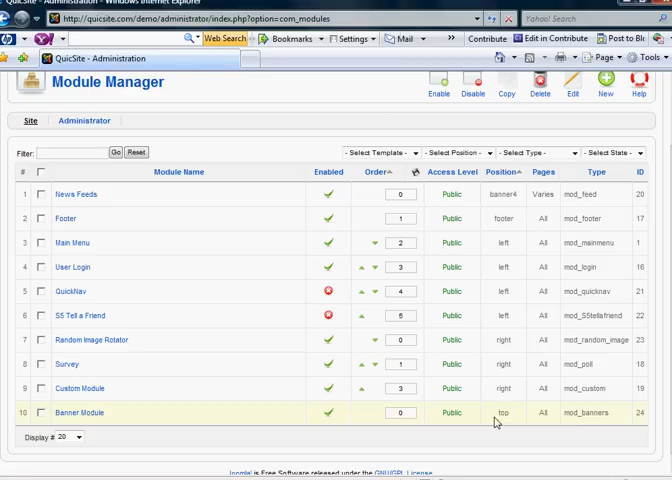 QuicSite - Administration - Windows Internet Explorer
http://quicsite.com/demo/administrator/index.php?option=com_modules
Yahoo! Search
Web Search Bookmarks Settings Mail Contribute Edit in Contribute Post to Bl
QuicSite - Administration Page Tools
Module Manager
Enable Disable Copy Delete Edit New Help
Site Administrator
Filter: Go Reset - Select Template - - Select Position - - Select Type - - Select State -
# Module Name Enabled Order Access Level Position Pages Type ID
1 News Feeds 0 Public banner4 Varies mod_feed 20
2 Footer 1 Public footer All mod_footer 17
3 Main Menu 2 Public left All mod_mainmenu 1
4 User Login 3 Public left All mod_login 16
5 QuickNav 4 Public left All mod_quicknav 21
6 S5 Tell a Friend 5 Public left All mod_S5tellafriend 22
7 Random Image Rotator 0 Public right All mod_random_image 23
8 Survey 1 Public right All mod_poll 18
9 Custom Module 3 Public right All mod_custom 19
10 Banner Module 0 Public top All mod_banners 24
Display # 20
Joomla! is Free Software released under the GNU/GPL License.